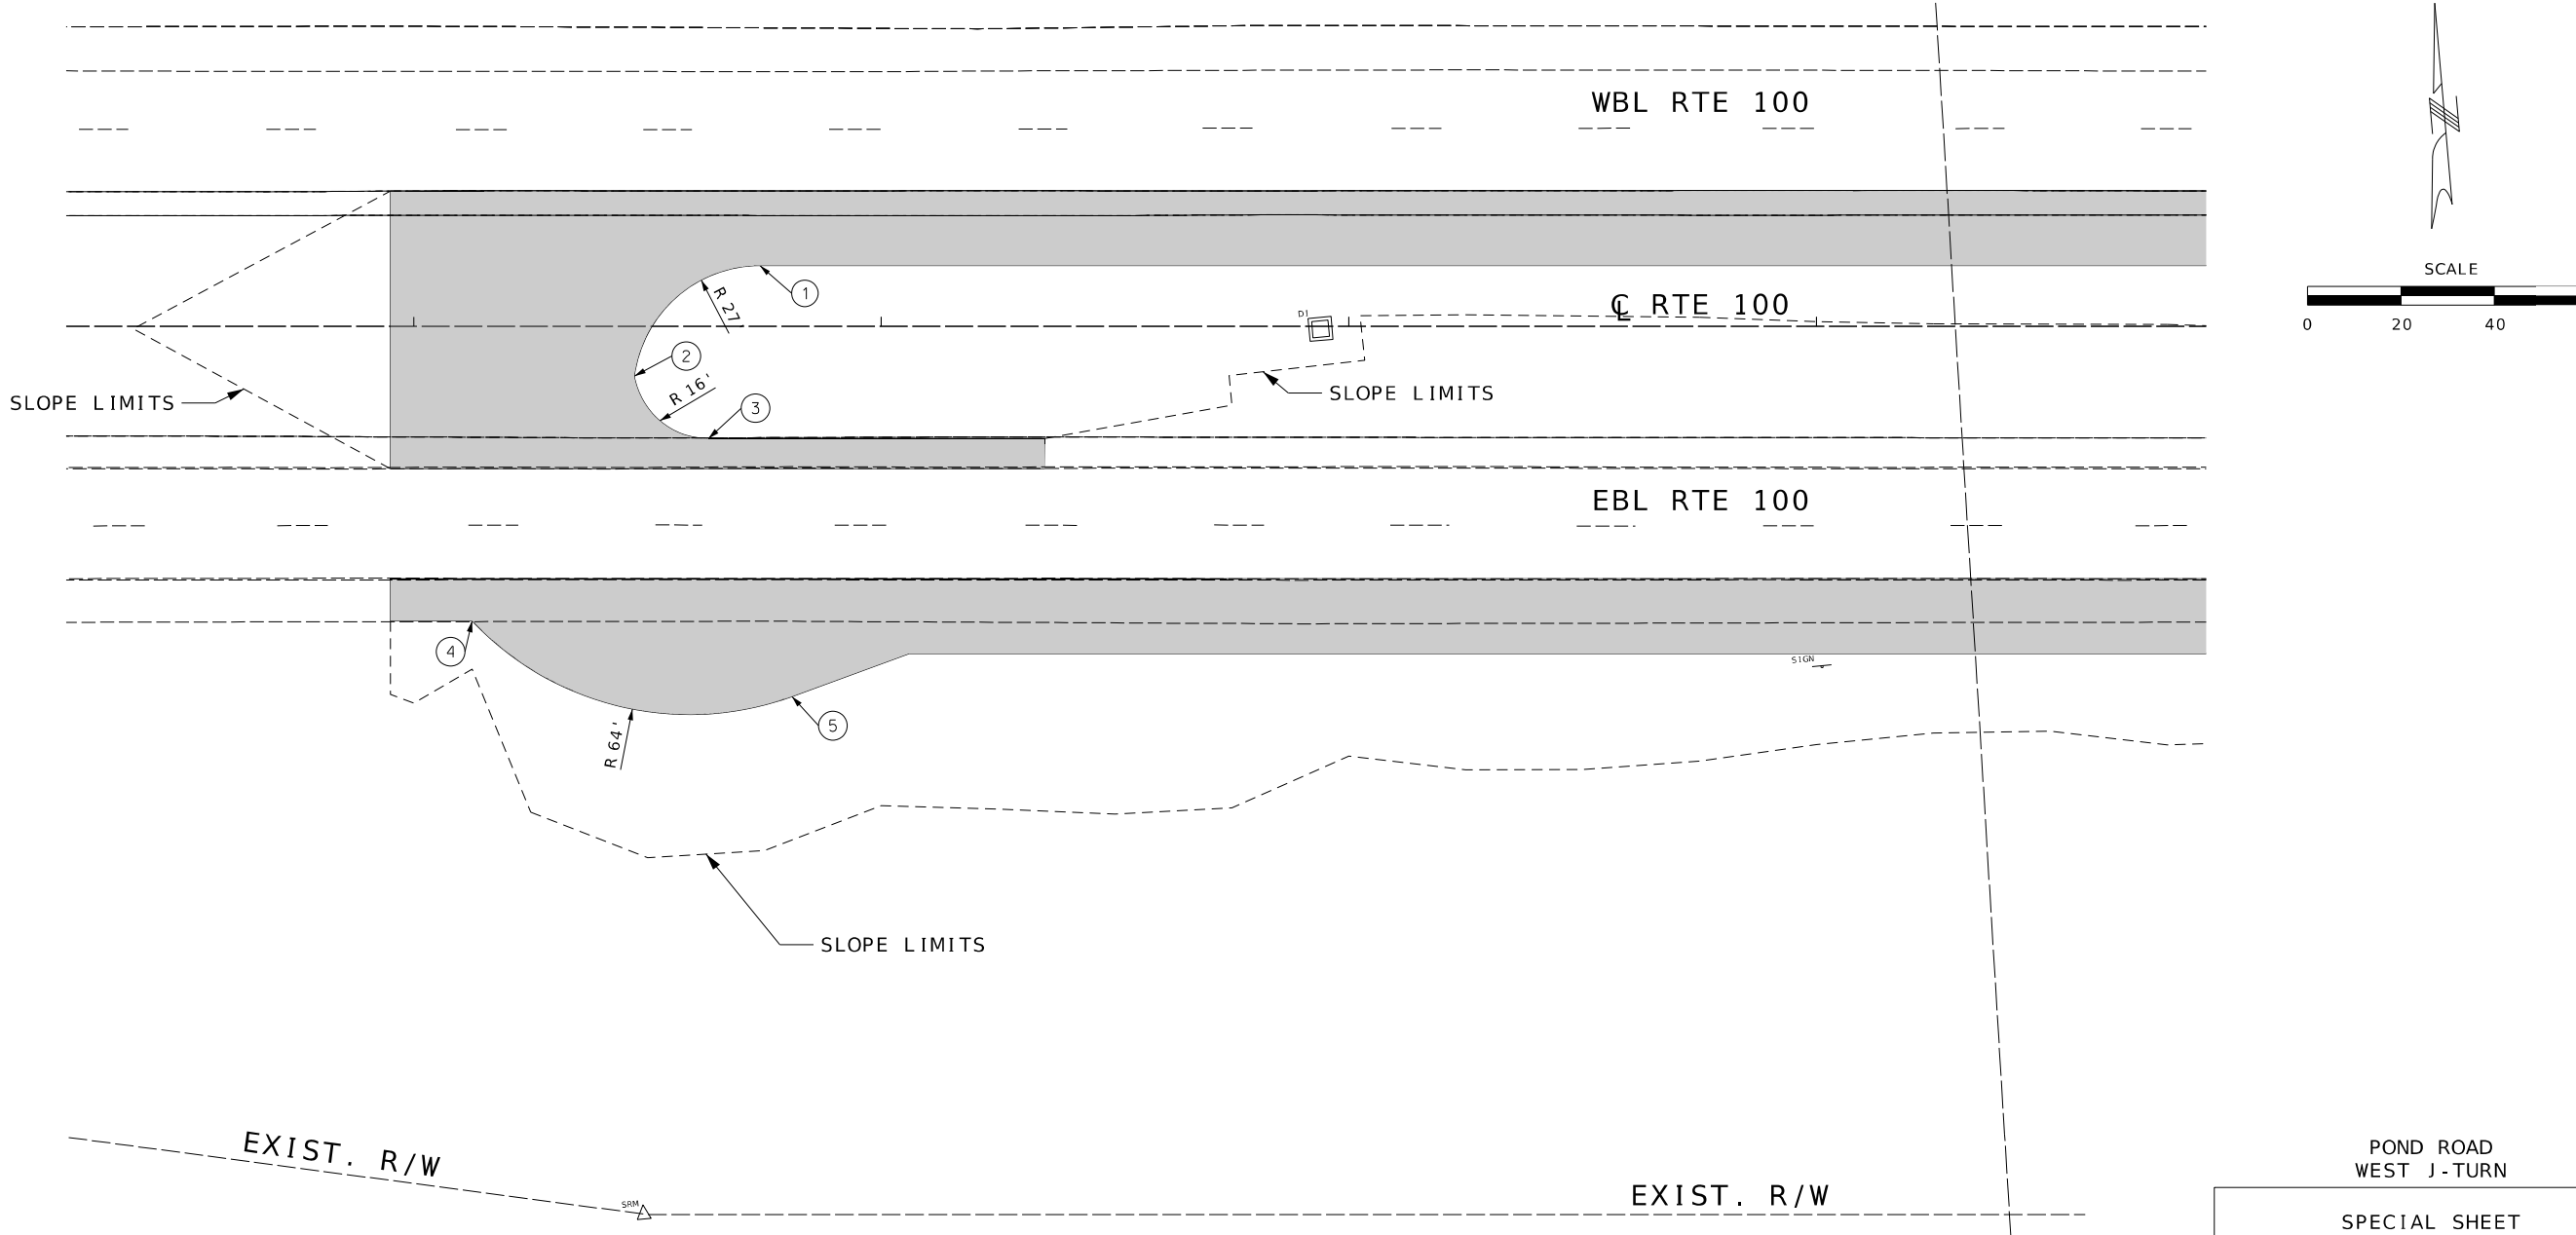 WBL RTE 100
SCALE
0 20 40
1
R 27
℄ RTE 100
DI
2
R 16'
3
SLOPE LIMITS
SLOPE LIMITS
EBL RTE 100
4
SIGN
5
R 64'
SLOPE LIMITS
EXIST. R/W
SRM
EXIST. R/W
POND ROAD
WEST J-TURN
SPECIAL SHEET